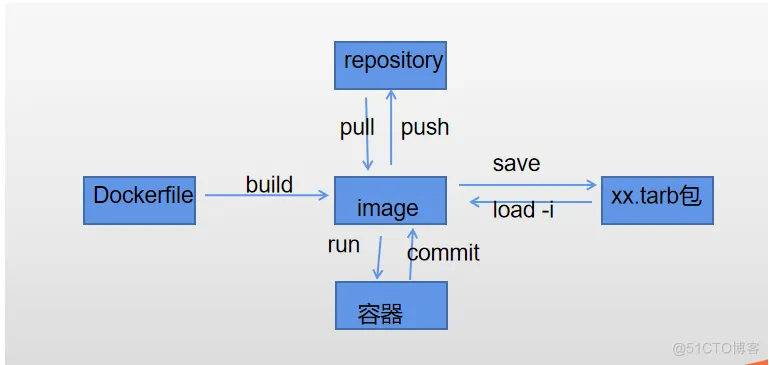 repository
pull
push
Dockerfile
build
image
save
load -i
xx.tarb包
run
commit
容器
@51CTO博客